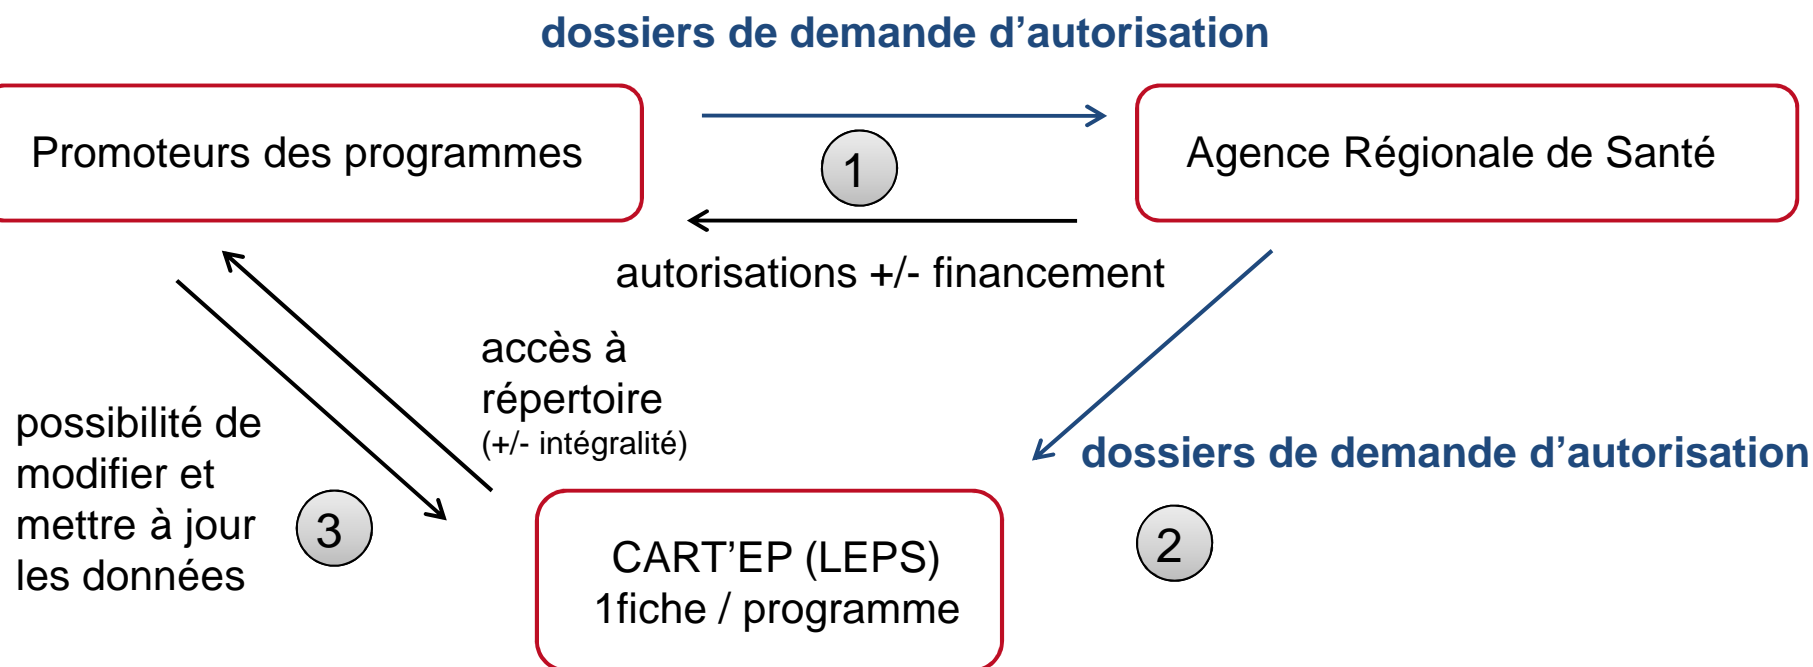 dossiers de demande d’autorisation
Promoteurs des programmes
1
Agence Régionale de Santé
autorisations +/- financement
accès à
répertoire
(+/- intégralité)
possibilité de
modifier et
mettre à jour
les données
3
dossiers de demande d’autorisation
2
CART’EP (LEPS)
1fiche / programme